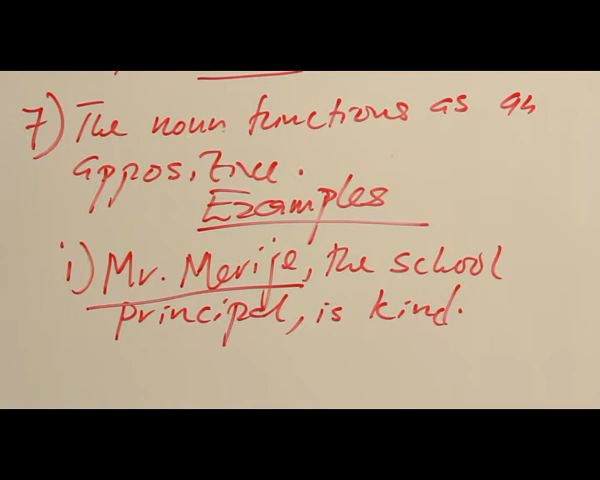 7) The noun functions as an
appositive.
Examples
i) Mr. Merije, the school
principal, is kind.